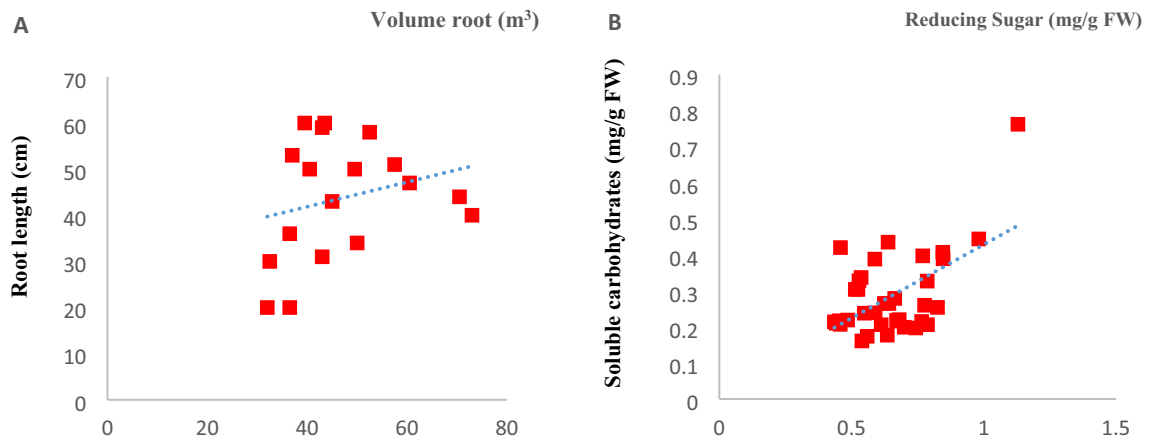 A
Volume root (m³)
Root length (cm)
70
60
50
40
30
20
10
0
0 20 40 60 80
B
Reducing Sugar (mg/g FW)
Soluble carbohydrates (mg/g FW)
0.9
0.8
0.7
0.6
0.5
0.4
0.3
0.2
0.1
0
0 0.5 1 1.5